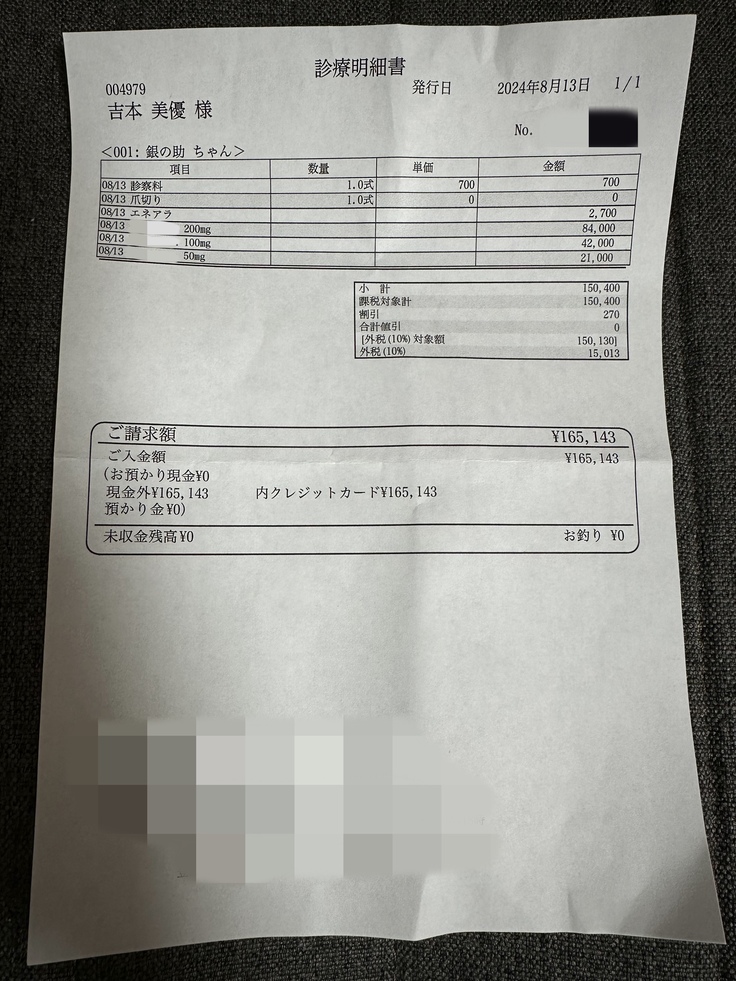 診療明細書
004979 発行日 2024年8月13日 1/1
吉本 美優 様
No.
<001: 銀の助 ちゃん>
項目 数量 単価 金額
08/13 診察料 1.0式 700 700
08/13 爪切り 1.0式 0 0
08/13 エネアラ 2,700
08/13 200mg 84,000
08/13 100mg 42,000
08/13 50mg 21,000
小 計 150,400
課税対象計 150,400
割引 270
合計値引 0
[外税(10%)対象額 150,130]
外税(10%) 15,013
ご請求額 ¥165,143
ご入金額 ¥165,143
(お預かり現金¥0
現金外¥165,143 内クレジットカード¥165,143
預かり金¥0)
未収金残高¥0 お釣り ¥0